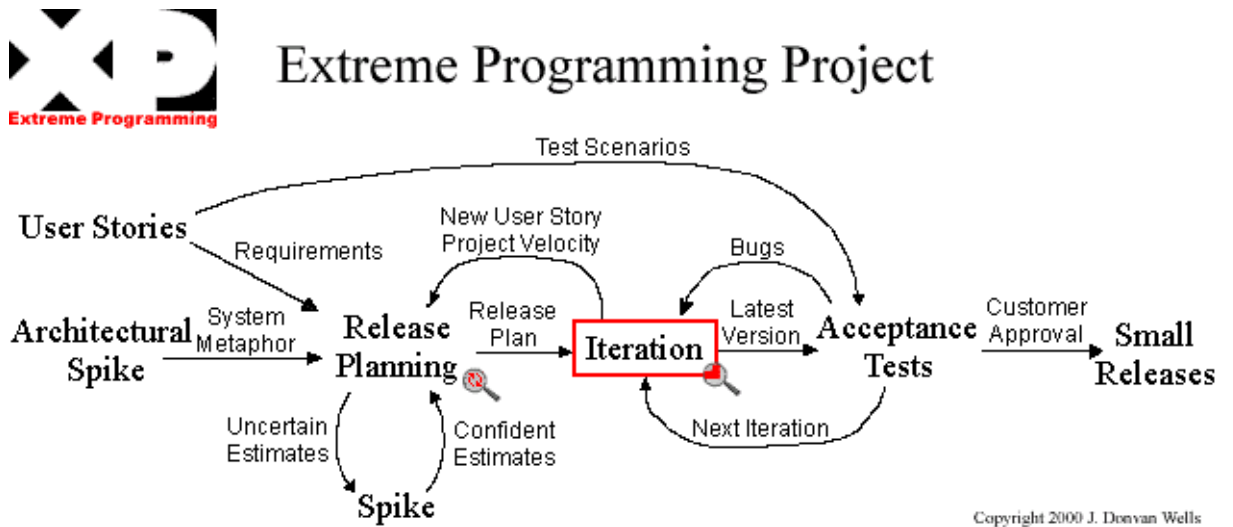 XP
Extreme Programming
Extreme Programming Project
Test Scenarios
User Stories
Requirements
New User Story
Project Velocity
Bugs
Architectural
Spike
System
Metaphor
Release
Planning
Release
Plan
Iteration
Latest
Version
Acceptance
Tests
Customer
Approval
Small
Releases
Uncertain
Estimates
Confident
Estimates
Next Iteration
Spike
Copyright 2000 J. Donvan Wells